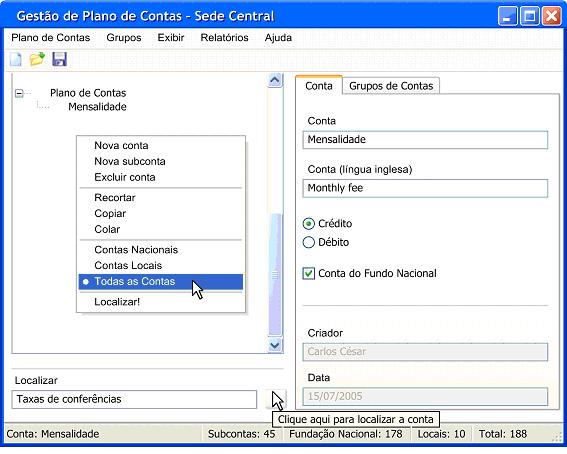 Gestão de Plano de Contas - Sede Central
Plano de Contas Grupos Exibir Relatórios Ajuda
Plano de Contas
Mensalidade
Nova conta
Nova subconta
Excluir conta
Recortar
Copiar
Colar
Contas Nacionais
Contas Locais
Todas as Contas
Localizar!
Localizar
Taxas de conferências
Clique aqui para localizar a conta
Conta Grupos de Contas
Conta
Mensalidade
Conta (língua inglesa)
Monthly fee
Crédito
Débito
Conta do Fundo Nacional
Criador
Carlos César
Data
15/07/2005
Conta: Mensalidade Subcontas: 45 Fundação Nacional: 178 Locais: 10 Total: 188